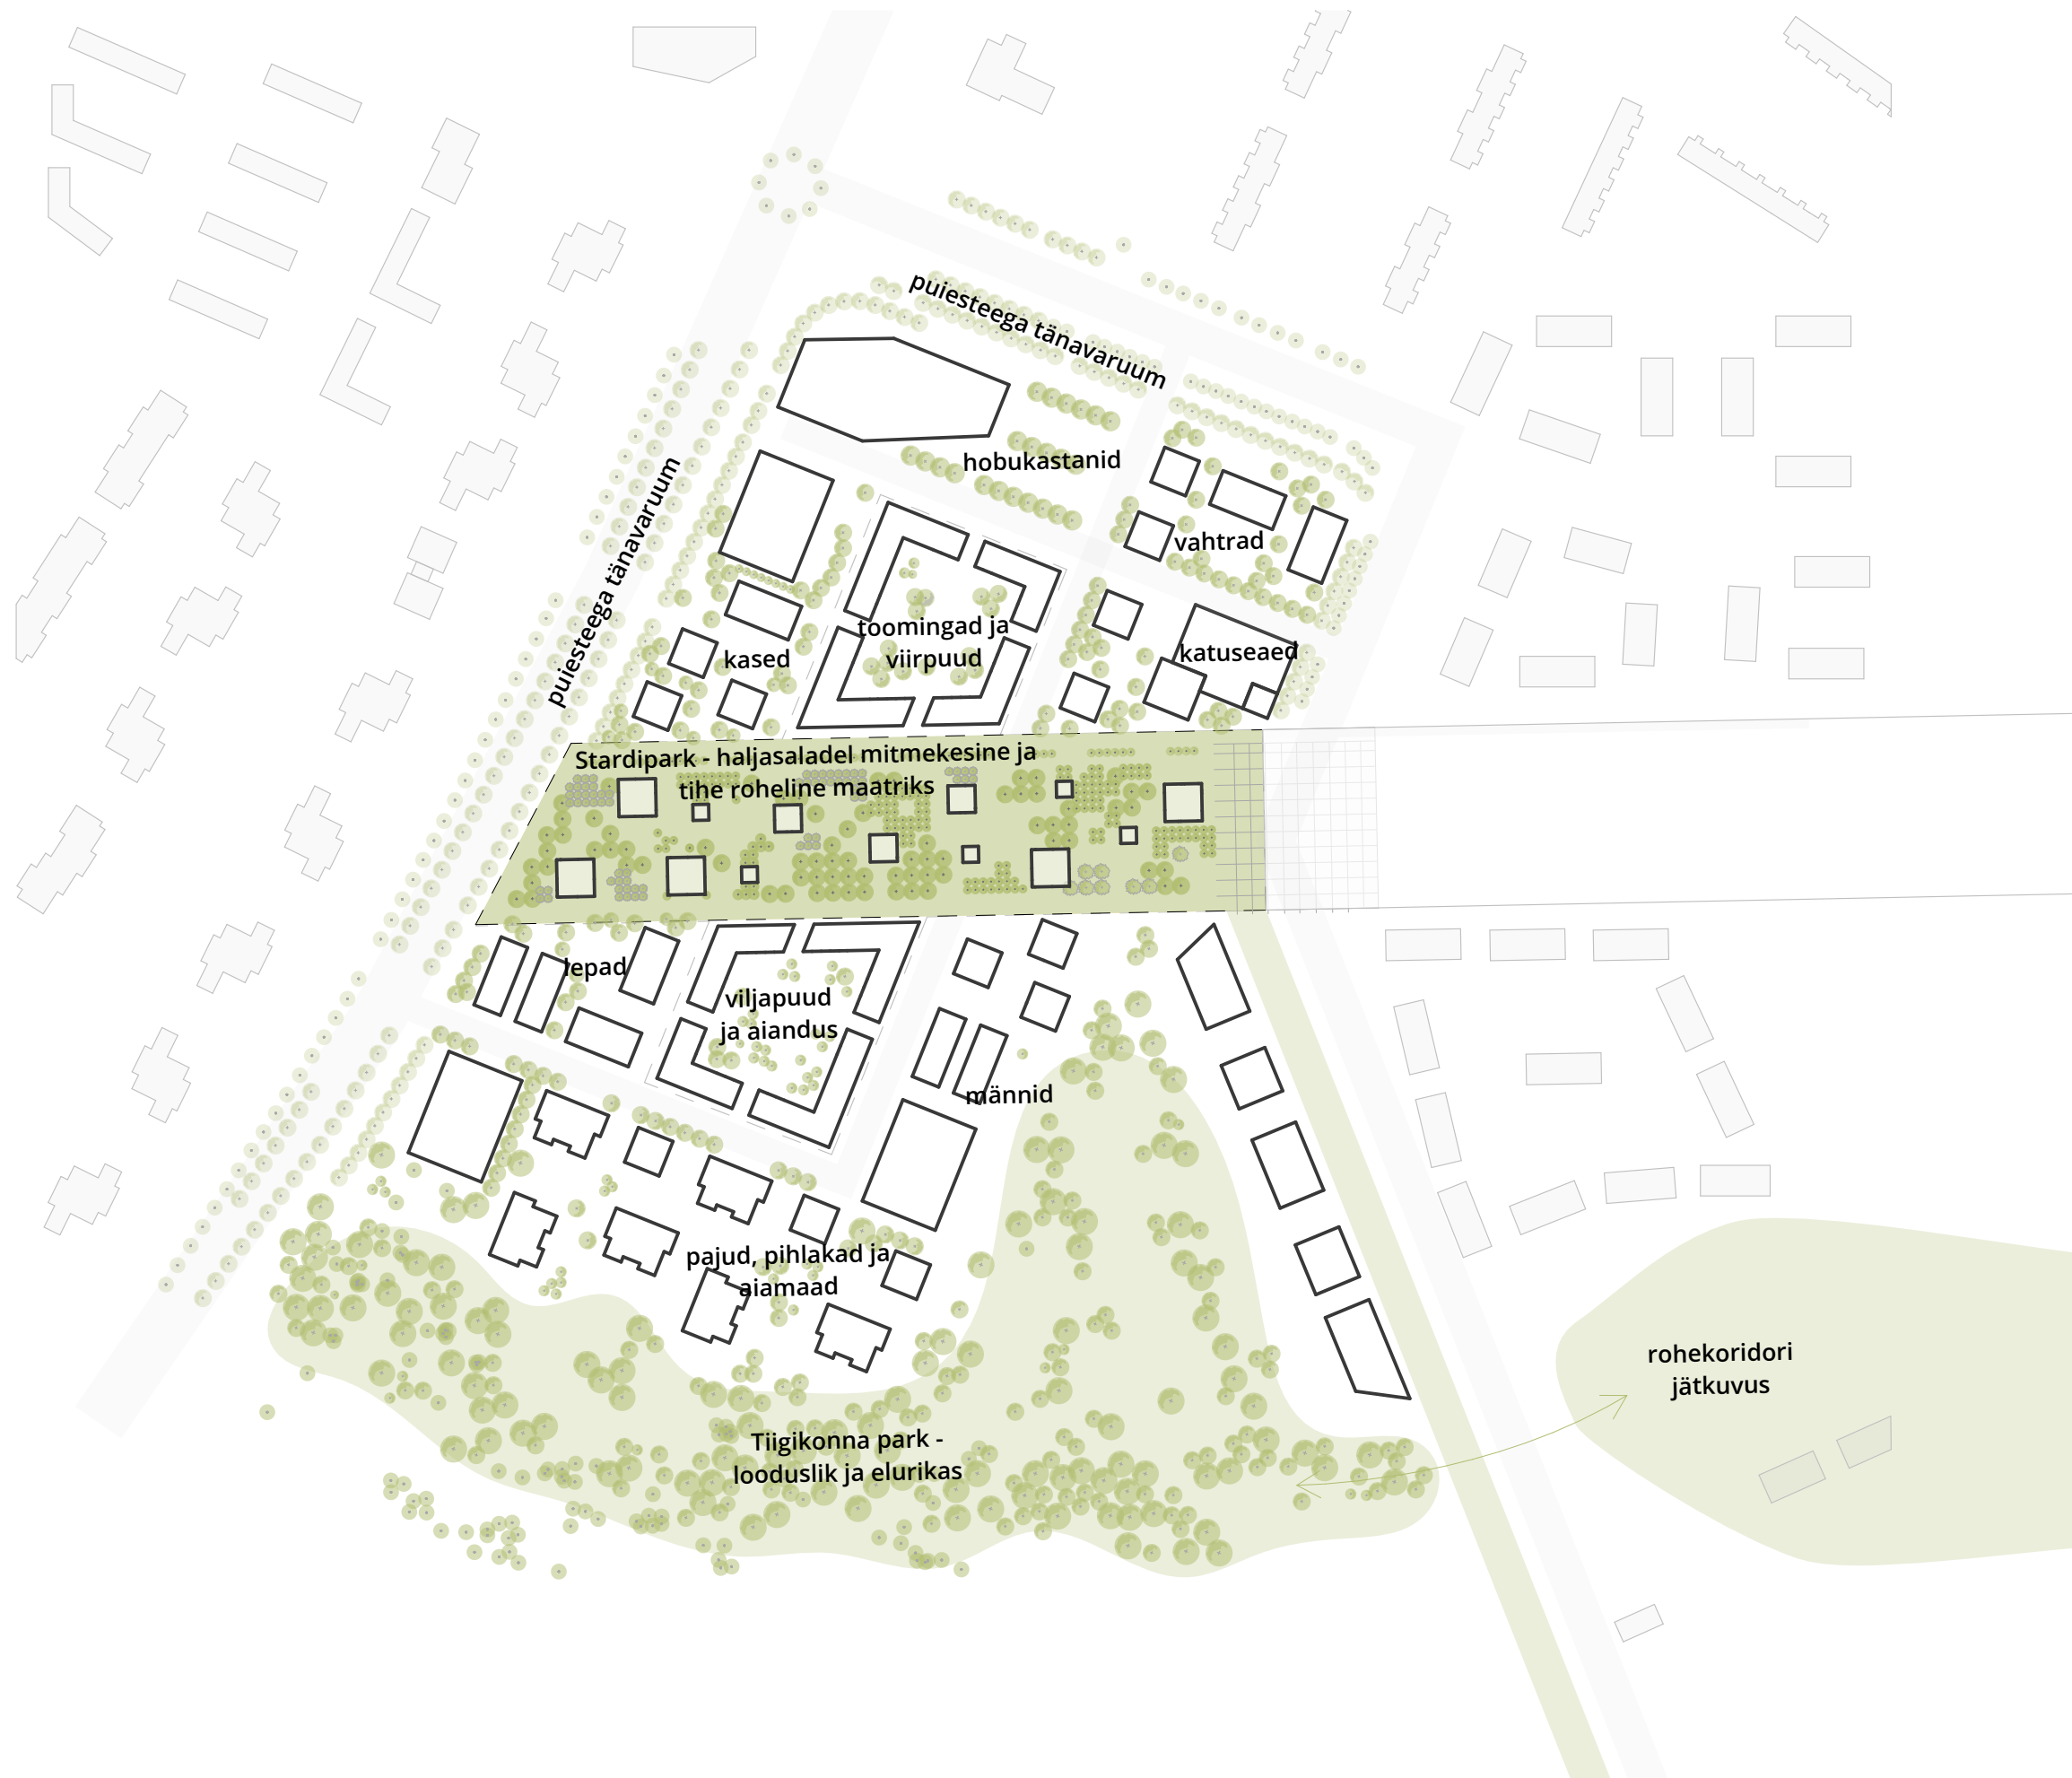 puiesteega tänavaruum
hobukastanid
puiesteega tänavaruum
vahtrad
toomingad ja
viirpuud
kased
katuseaed
Stardipark - haljasaladel mitmekesine ja
tihe roheline maatriks
lepad
viljapuud
ja aiandus
männid
pajud, pihlakad ja
aiamaad
rohekoridori
jätkuvus
Tiigikonna park -
looduslik ja elurikas